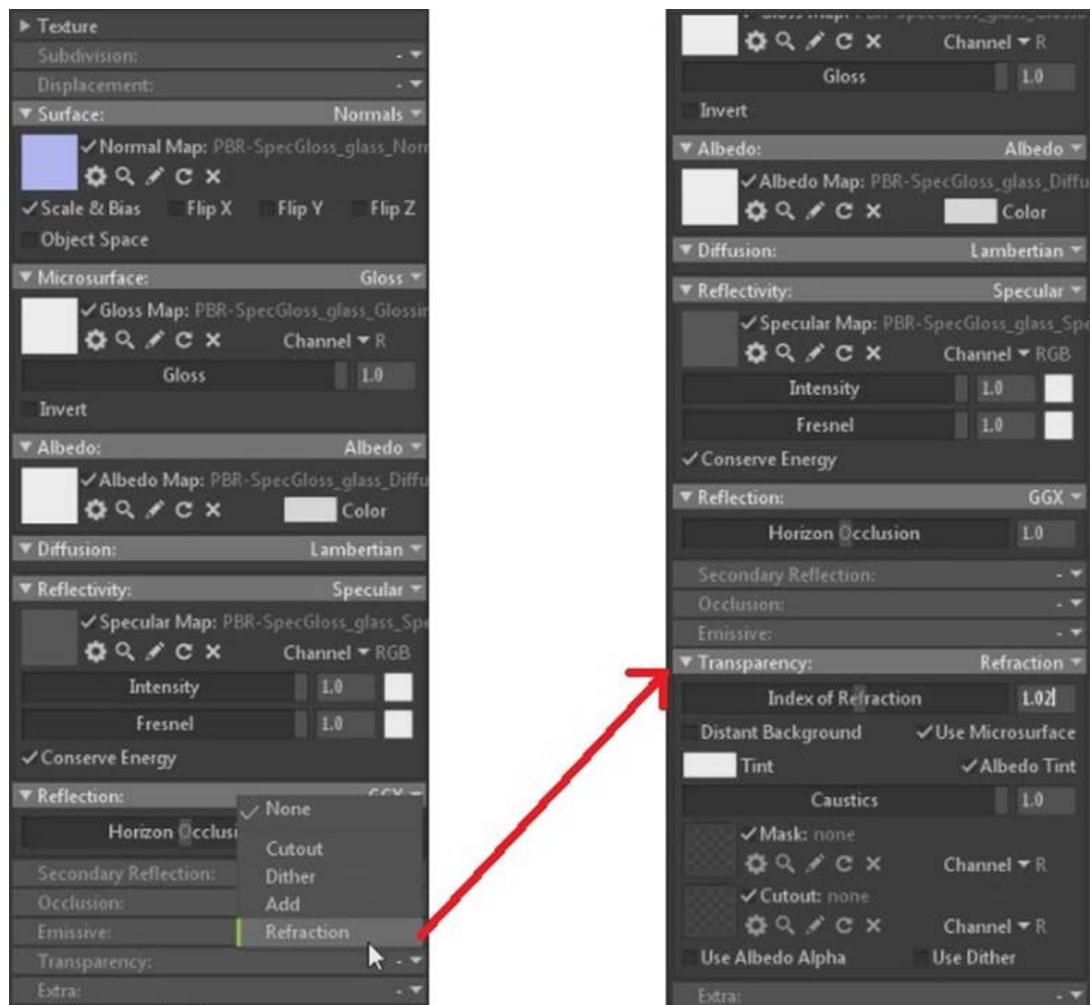 Texture
Subdivision: -
Displacement: -
Surface: Normals
Normal Map: PBR-SpecGloss_glass_Nor
Scale & Bias Flip X Flip Y Flip Z
Object Space
Microsurface: Gloss
Gloss Map: PBR-SpecGloss_glass_Glossi
Channel R
Gloss 1.0
Invert
Albedo: Albedo
Albedo Map: PBR-SpecGloss_glass_Diffu
Color
Diffusion: Lambertian
Reflectivity: Specular
Specular Map: PBR-SpecGloss_glass_Spe
Channel RGB
Intensity 1.0
Fresnel 1.0
Conserve Energy
Reflection: GGX
Horizon Occlusi
Secondary Reflection:
Occlusion:
Emissive:
Transparency: -
Extra: -
None
Cutout
Dither
Add
Refraction
Gloss Map:
Channel R
Gloss 1.0
Invert
Albedo: Albedo
Albedo Map: PBR-SpecGloss_glass_Diffu
Color
Diffusion: Lambertian
Reflectivity: Specular
Specular Map: PBR-SpecGloss_glass_Spe
Channel RGB
Intensity 1.0
Fresnel 1.0
Conserve Energy
Reflection: GGX
Horizon Occlusion 1.0
Secondary Reflection: -
Occlusion: -
Emissive: -
Transparency: Refraction
Index of Refraction 1.02
Distant Background Use Microsurface
Tint Albedo Tint
Caustics 1.0
Mask: none
Channel R
Cutout: none
Channel R
Use Albedo Alpha Use Dither
Extra: -